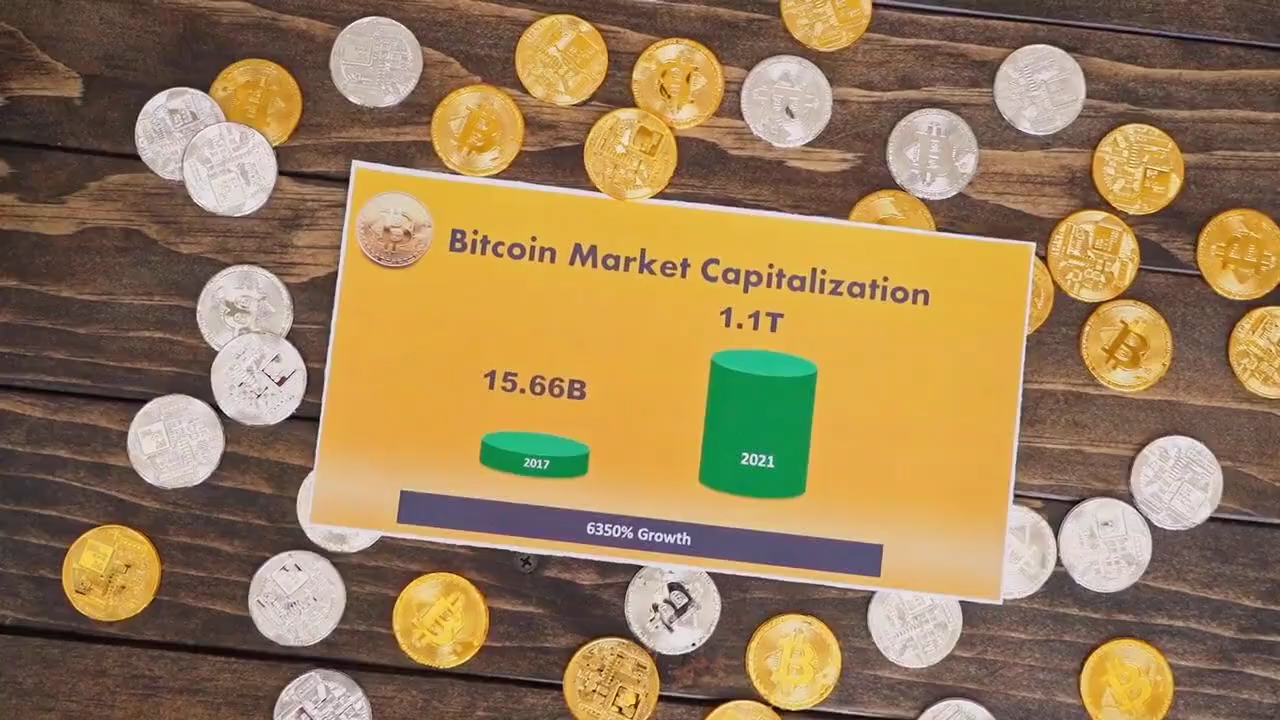 Bitcoin Market Capitalization
1.1T
15.66B
2017
2021
6350% Growth